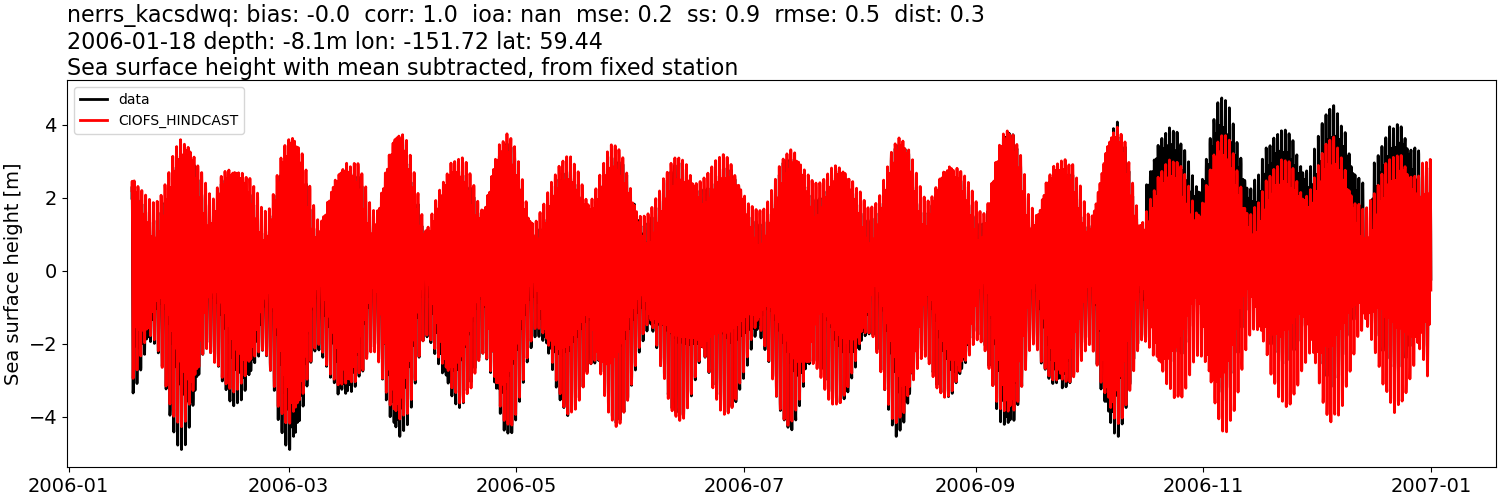 nerrs_kacsdwq: bias: -0.0  corr: 1.0  ioa: nan  mse: 0.2  ss: 0.9  rmse: 0.5  dist: 0.3
2006-01-18 depth: -8.1m lon: -151.72 lat: 59.44
Sea surface height with mean subtracted, from fixed station
data
CIOFS_HINDCAST
Sea surface height [m]
4
2
0
−2
−4
2006-01
2006-03
2006-05
2006-07
2006-09
2006-11
2007-01